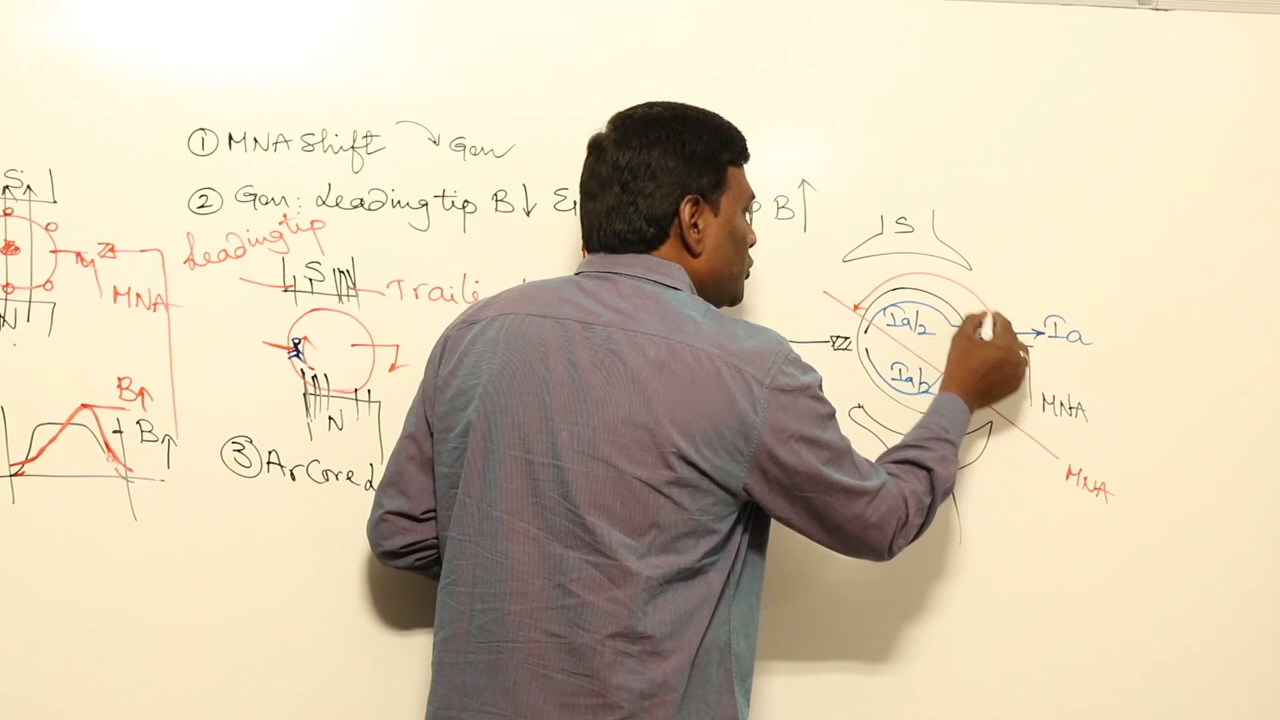 ① MNA Shift Gen
② Gen: Leading tip B↓ & p B↑
Leading tip
S
S
S
Traili
MNA
N
N
Ia/2
Ia/2
Ia
MNA
MNA
B↑
B↑
③ Ar Core